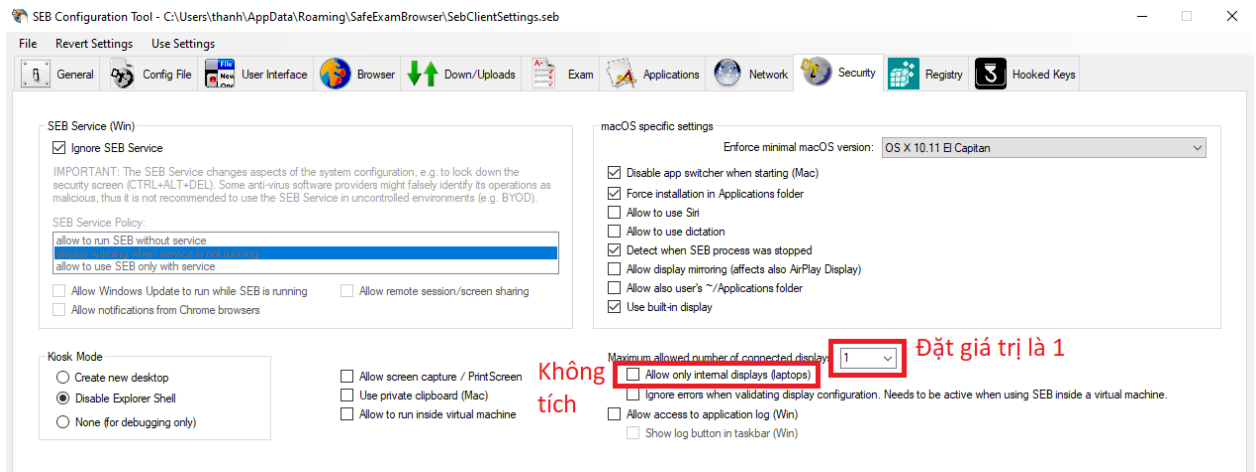 SEB Configuration Tool - C:\Users\thanh\AppData\Roaming\SafeExamBrowser\SebClientSettings.seb
File Revert Settings Use Settings
General Config File User Interface Browser Down/Uploads Exam Applications Network Security Registry Hooked Keys
SEB Service (Win)
Ignore SEB Service
IMPORTANT: The SEB Service changes aspects of the system configuration, e.g. to lock down the
security screen (CTRL+ALT+DEL). Some anti-virus software providers might falsely identify its operations as
malicious, thus it is not recommended to use the SEB Service in uncontrolled environments (e.g. BYOD).
SEB Service Policy:
allow to run SEB without service
display warning when service is not running
allow to use SEB only with service
Allow Windows Update to run while SEB is running
Allow remote session/screen sharing
Allow notifications from Chrome browsers
macOS specific settings
Enforce minimal macOS version: OS X 10.11 El Capitan
Disable app switcher when starting (Mac)
Force installation in Applications folder
Allow to use Siri
Allow to use dictation
Detect when SEB process was stopped
Allow display mirroring (affects also AirPlay Display)
Allow also user's ~/Applications folder
Use built-in display
Kiosk Mode
Create new desktop
Disable Explorer Shell
None (for debugging only)
Allow screen capture / PrintScreen
Use private clipboard (Mac)
Allow to run inside virtual machine
Không
tích
Maximum allowed number of connected displays 1
Đặt giá trị là 1
Allow only internal displays (laptops)
Ignore errors when validating display configuration. Needs to be active when using SEB inside a virtual machine.
Allow access to application log (Win)
Show log button in taskbar (Win)